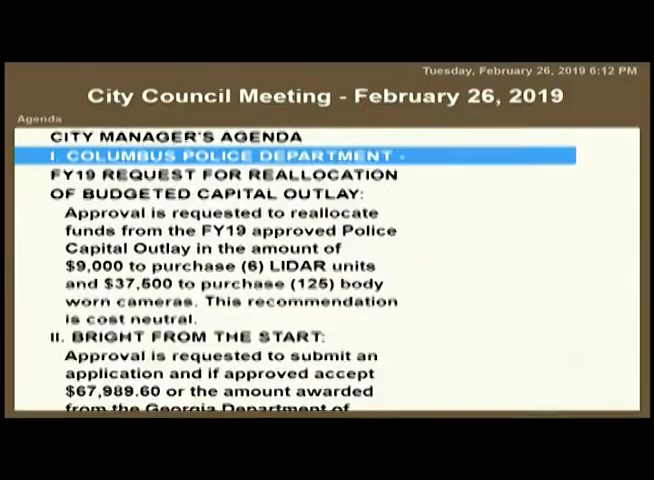 Tuesday, February 26, 2019 6:12 PM
City Council Meeting - February 26, 2019
Agenda
CITY MANAGER'S AGENDA
I. COLUMBUS POLICE DEPARTMENT -
FY19 REQUEST FOR REALLOCATION
OF BUDGETED CAPITAL OUTLAY:
Approval is requested to reallocate
funds from the FY19 approved Police
Capital Outlay in the amount of
$9,000 to purchase (6) LIDAR units
and $37,500 to purchase (125) body
worn cameras. This recommendation
is cost neutral.
II. BRIGHT FROM THE START:
Approval is requested to submit an
application and if approved accept
$67,989.60 or the amount awarded
from the Georgia Department of